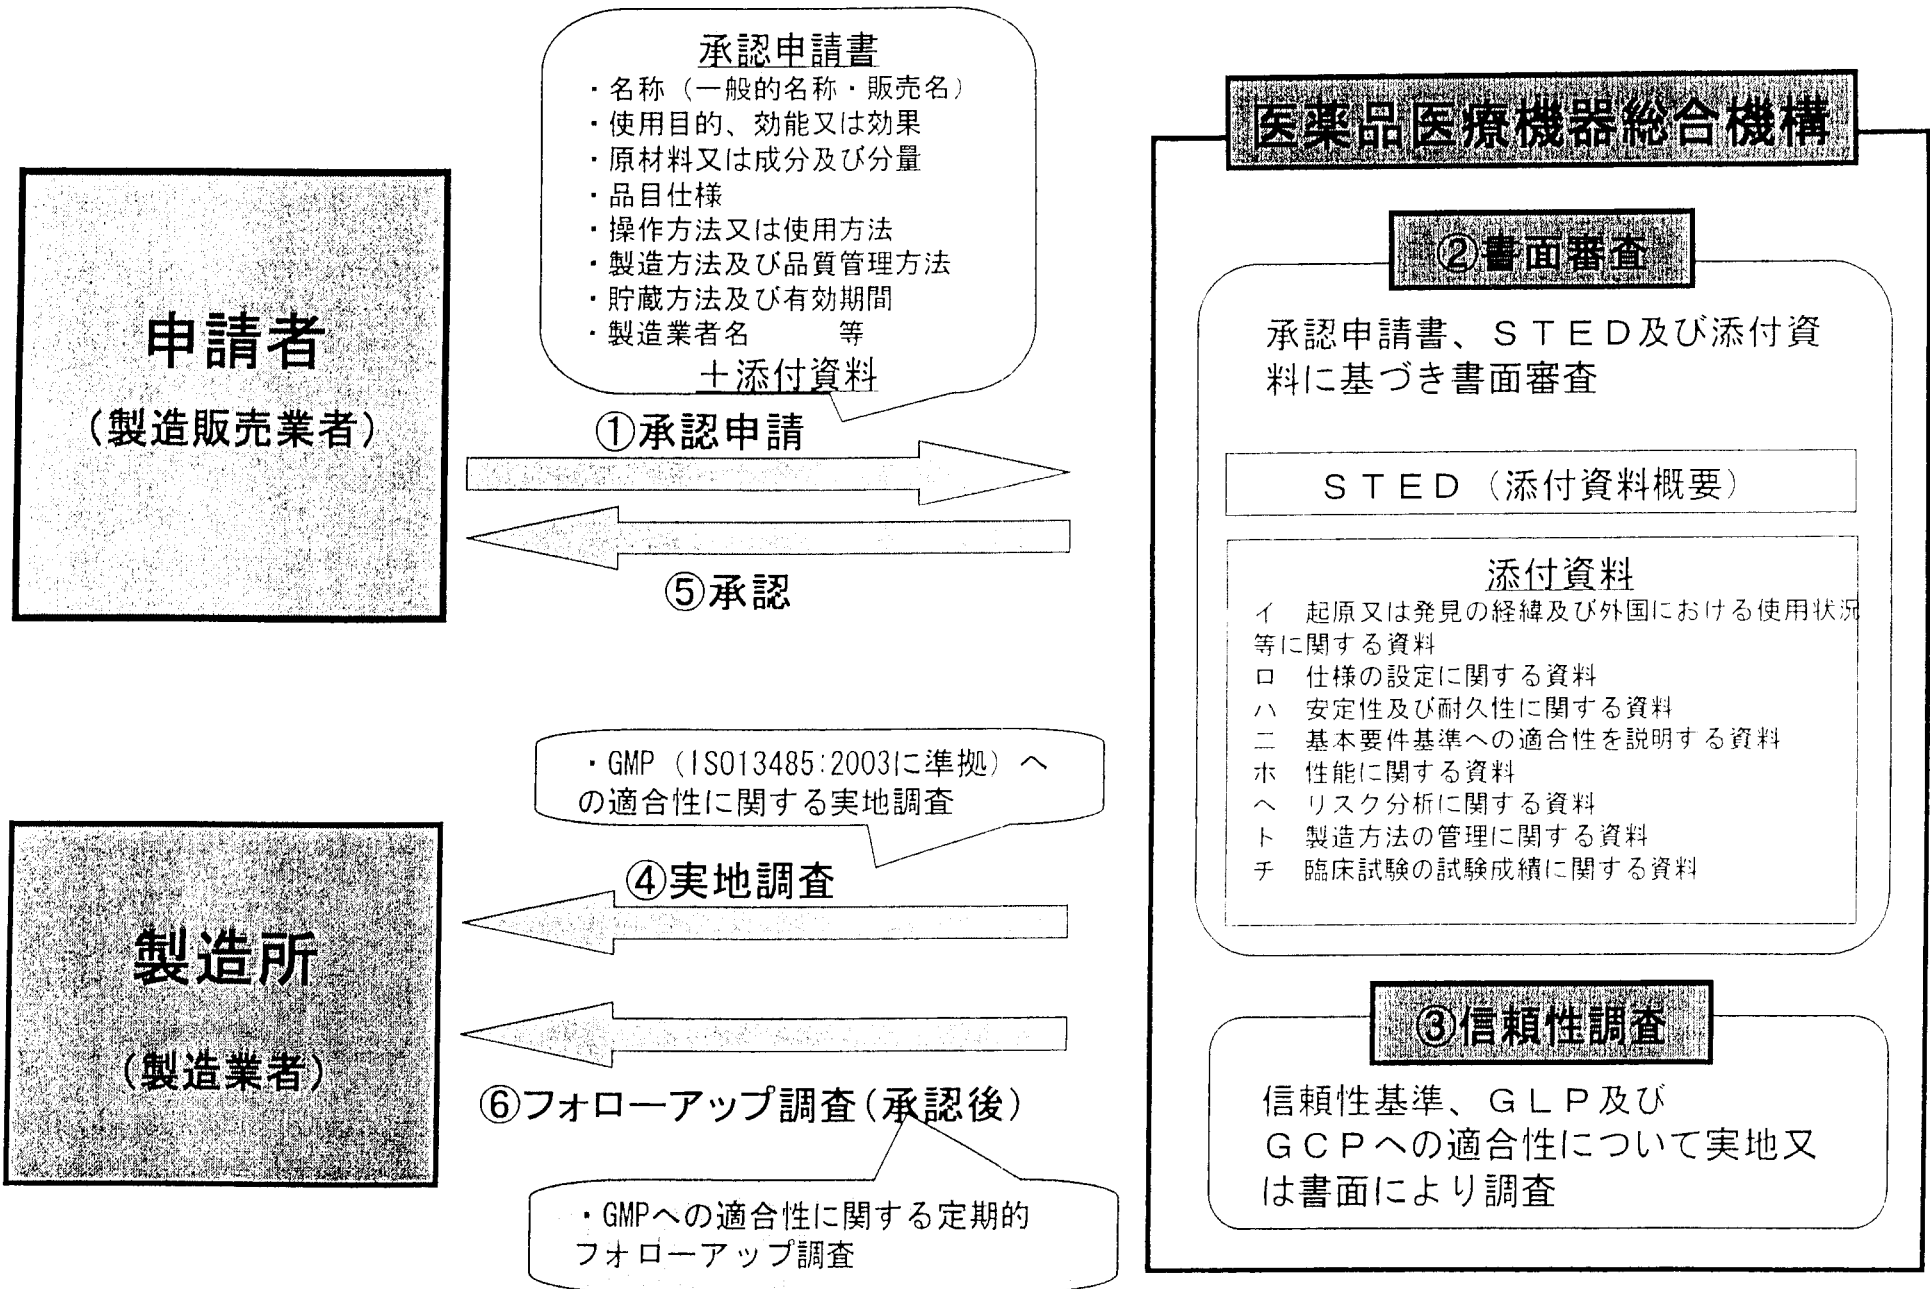 承認申請書
・名称（一般的名称・販売名）
・使用目的、効能又は効果
・原材料又は成分及び分量
・品目仕様
・操作方法又は使用方法
・製造方法及び品質管理方法
・貯蔵方法及び有効期間
・製造業者名　　　等
＋添付資料
申請者
（製造販売業者）
①承認申請
⑤承認
・GMP（ISO13485:2003に準拠）へ
の適合性に関する実地調査
④実地調査
製造所
（製造業者）
⑥フォローアップ調査（承認後）
・GMPへの適合性に関する定期的
フォローアップ調査
医薬品医療機器総合機構
②書面審査
承認申請書、ＳＴＥＤ及び添付資
料に基づき書面審査
ＳＴＥＤ（添付資料概要）
添付資料
イ　起原又は発見の経緯及び外国における使用状況
等に関する資料
ロ　仕様の設定に関する資料
ハ　安定性及び耐久性に関する資料
ニ　基本要件基準への適合性を説明する資料
ホ　性能に関する資料
ヘ　リスク分析に関する資料
ト　製造方法の管理に関する資料
チ　臨床試験の試験成績に関する資料
③信頼性調査
信頼性基準、ＧＬＰ及び
ＧＣＰへの適合性について実地又
は書面により調査